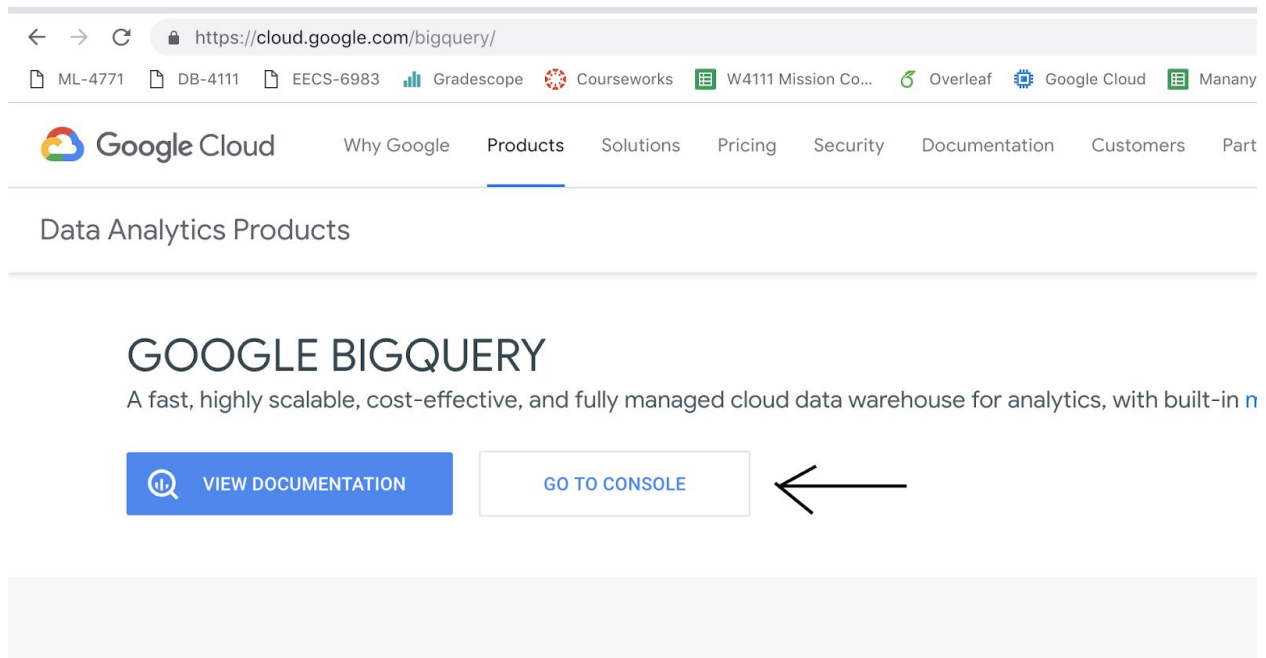 https://cloud.google.com/bigquery/
ML-4771 DB-4111 EECS-6983 Gradescope Courseworks W4111 Mission Co... Overleaf Google Cloud Manany
Google Cloud Why Google Products Solutions Pricing Security Documentation Customers Part
Data Analytics Products
GOOGLE BIGQUERY
A fast, highly scalable, cost-effective, and fully managed cloud data warehouse for analytics, with built-in
VIEW DOCUMENTATION GO TO CONSOLE